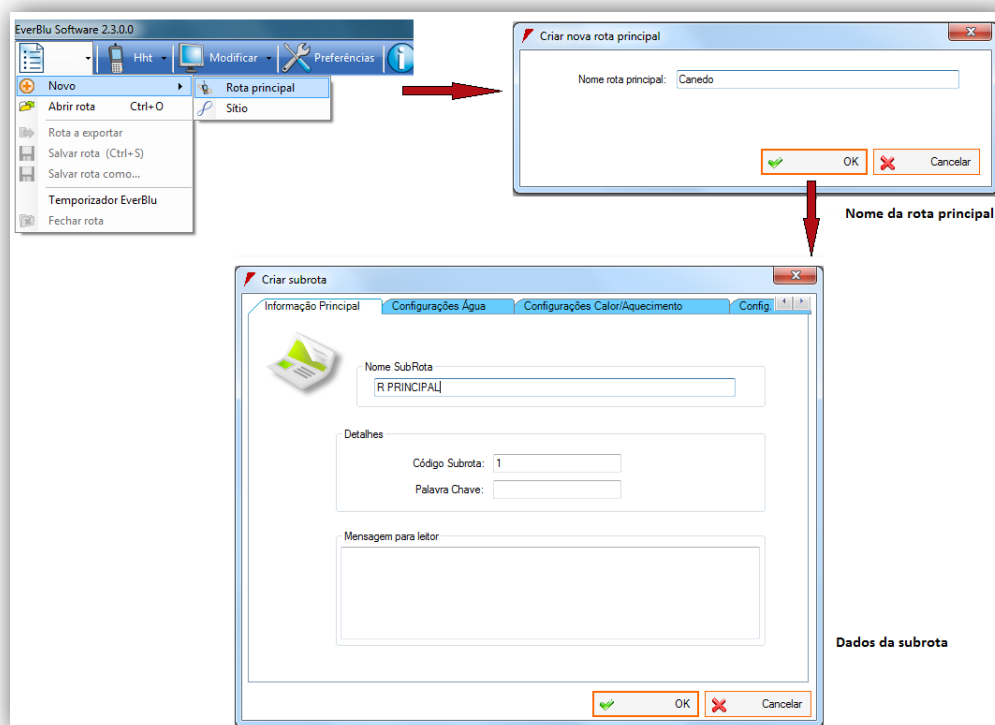 EverBlu Software 2.3.0.0
Hht
Modificar
Preferências
Novo
Abrir rota Ctrl+O
Rota a exportar
Salvar rota (Ctrl+S)
Salvar rota como...
Temporizador EverBlu
Fechar rota
Rota principal
Sítio
Criar nova rota principal
Nome rota principal: Canedo
OK Cancelar
Nome da rota principal
Criar subrota
Informação Principal Configurações Água Configurações Calor/Aquecimento Config.
Nome SubRota
R PRINCIPAL
Detalhes
Código Subrota: 1
Palavra Chave:
Mensagem para leitor
Dados da subrota
OK Cancelar